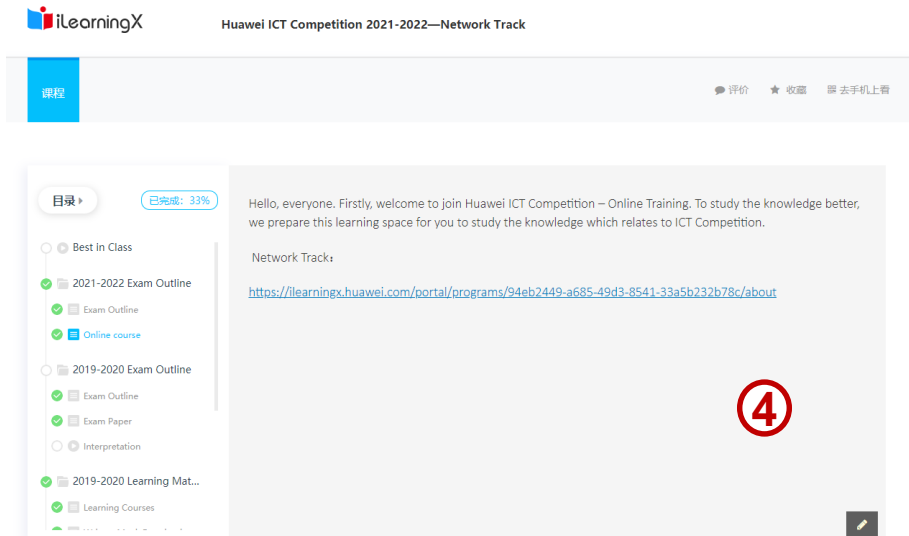 iLearningX
Huawei ICT Competition 2021-2022—Network Track
课程
评价
收藏
去手机上看
目录
已完成：33%
Best in Class
2021-2022 Exam Outline
Exam Outline
Online course
2019-2020 Exam Outline
Exam Outline
Exam Paper
Interpretation
2019-2020 Learning Mat...
Learning Courses
Hello, everyone. Firstly, welcome to join Huawei ICT Competition – Online Training. To study the knowledge better,
we prepare this learning space for you to study the knowledge which relates to ICT Competition.
Network Track：
https://ilearningx.huawei.com/portal/programs/94eb2449-a685-49d3-8541-33a5b232b78c/about
④